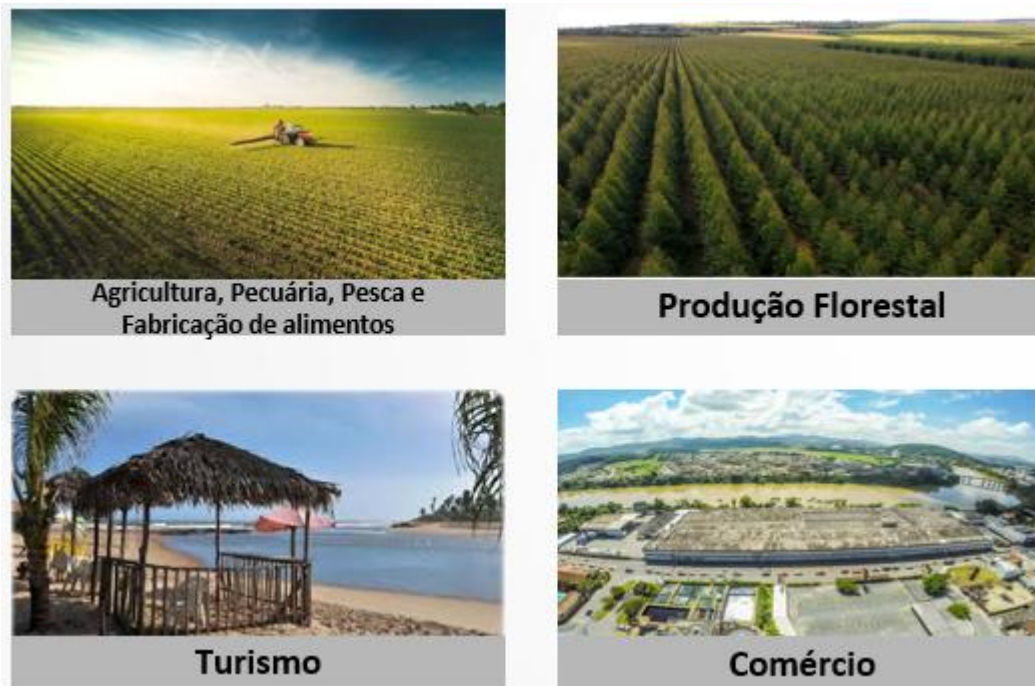 Agricultura, Pecuária, Pesca e
Fabricação de alimentos
Produção Florestal
Turismo
Comércio